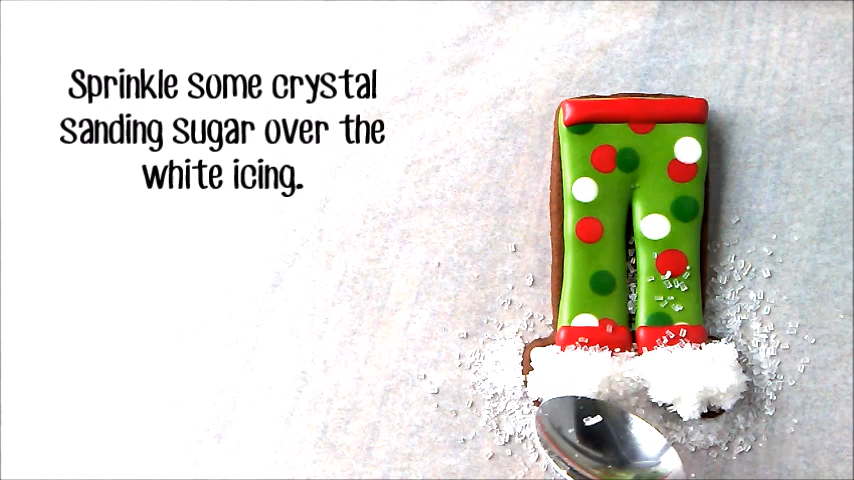 Sprinkle some crystal
sanding sugar over the
white icing.